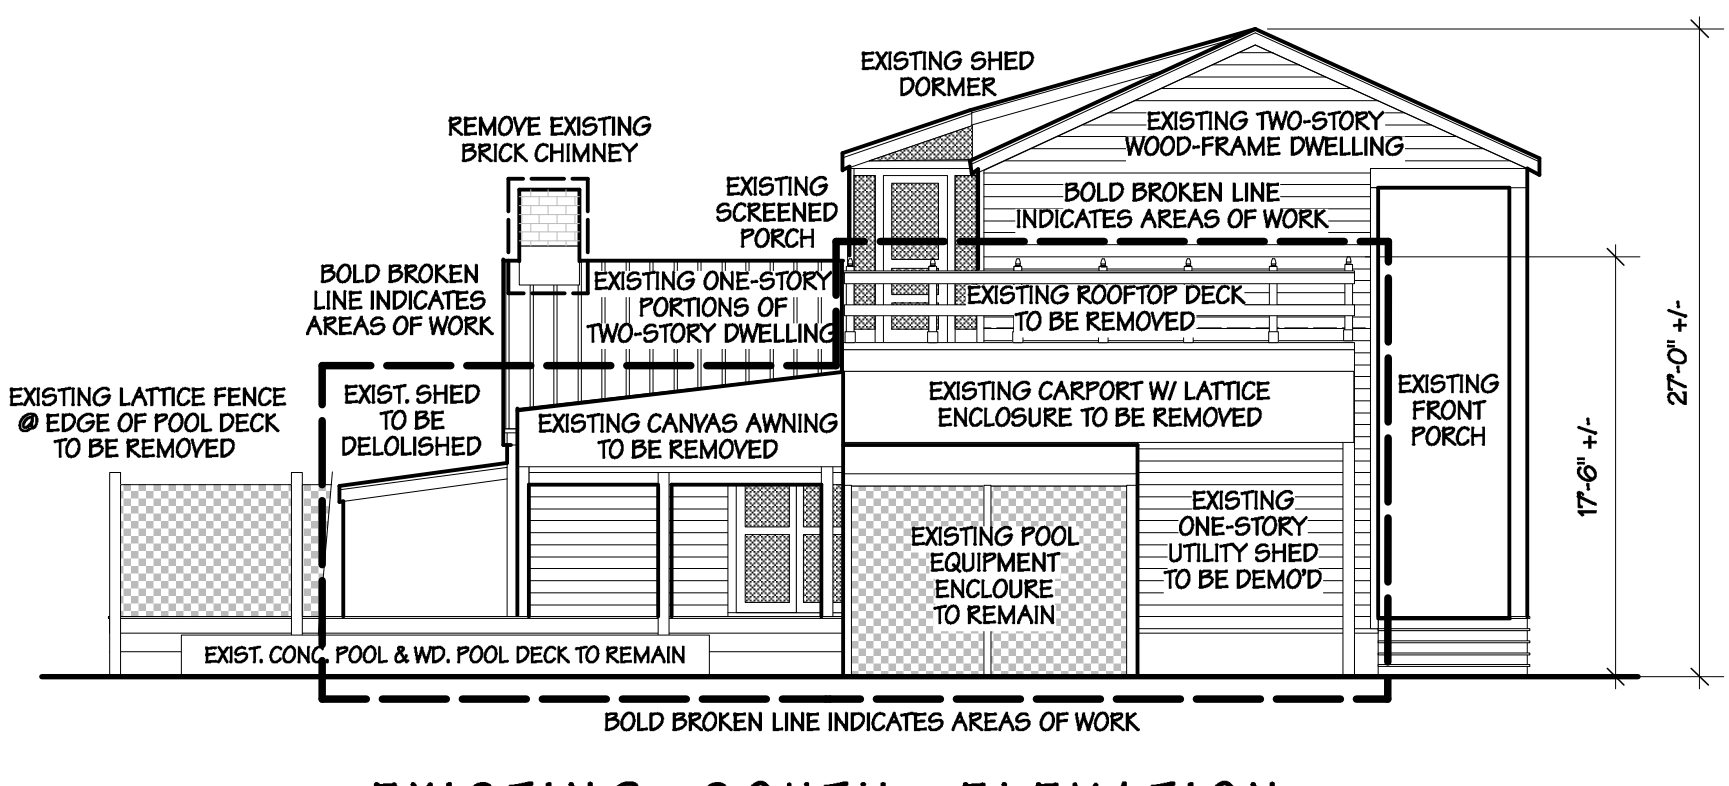 EXISTING SHED
DORMER
REMOVE EXISTING
BRICK CHIMNEY
EXISTING TWO-STORY
WOOD-FRAME DWELLING
EXISTING
SCREENED
PORCH
BOLD BROKEN LINE
INDICATES AREAS OF WORK
BOLD BROKEN
LINE INDICATES
AREAS OF WORK
EXISTING ONE-STORY
PORTIONS OF
TWO-STORY DWELLING
EXISTING ROOFTOP DECK
TO BE REMOVED
27'-0" +/-
EXISTING LATTICE FENCE
@ EDGE OF POOL DECK
TO BE REMOVED
EXIST. SHED
TO BE
DELOLISHED
EXISTING CANVAS AWNING
TO BE REMOVED
EXISTING CARPORT W/ LATTICE
ENCLOSURE TO BE REMOVED
EXISTING
FRONT
PORCH
17'-6" +/-
EXISTING POOL
EQUIPMENT
ENCLOURE
TO REMAIN
EXISTING
ONE-STORY
UTILITY SHED
TO BE DEMO'D
EXIST. CONC. POOL & WD. POOL DECK TO REMAIN
BOLD BROKEN LINE INDICATES AREAS OF WORK
EXISTING SOUTH ELEVATION